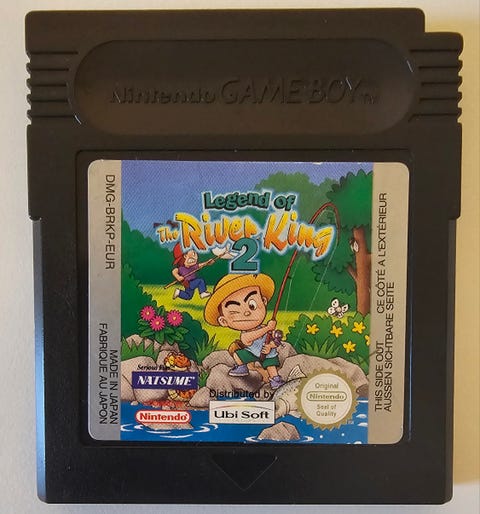 Nintendo GAME BOY TM
DMG-BRKP-EUR
MADE IN JAPAN
FABRIQUE AU JAPON
Legend of
The River King
2
Serious Fun
NATSUME
Nintendo
Distributed by
Ubi Soft
Original
Nintendo
Seal of
Quality
THIS SIDE OUT CE CÔTÉ A L'EXTÉRIEUR
AUSSEN SICHTBARE SEITE